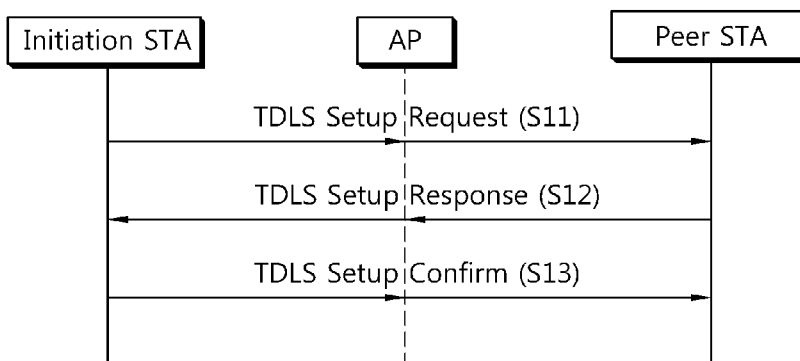 Initiation STA
AP
Peer STA
TDLS Setup Request (S11)
TDLS Setup Response (S12)
TDLS Setup Confirm (S13)